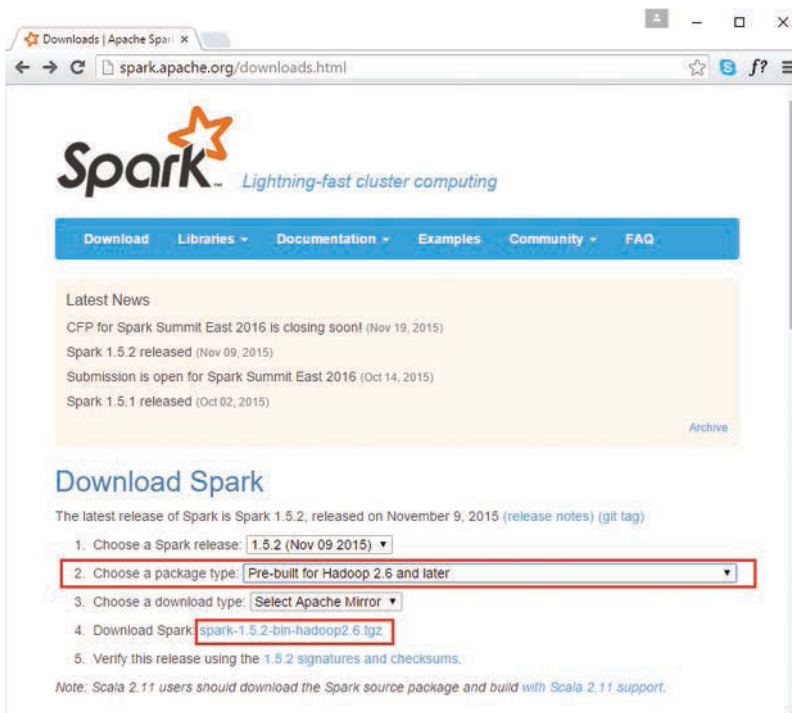 Downloads | Apache Spar
spark.apache.org/downloads.html
Spark
TM
Lightning-fast cluster computing
Download Libraries Documentation Examples Community FAQ
Latest News
CFP for Spark Summit East 2016 is closing soon! (Nov 19, 2015)
Spark 1.5.2 released (Nov 09, 2015)
Submission is open for Spark Summit East 2016 (Oct 14, 2015)
Spark 1.5.1 released (Oct 02, 2015)
Archive
Download Spark
The latest release of Spark is Spark 1.5.2, released on November 9, 2015 (release notes) (git tag)
1. Choose a Spark release: 1.5.2 (Nov 09 2015)
2. Choose a package type: Pre-built for Hadoop 2.6 and later
3. Choose a download type: Select Apache Mirror
4. Download Spark: spark-1.5.2-bin-hadoop2.6.tgz
5. Verify this release using the 1.5.2 signatures and checksums.
Note: Scala 2.11 users should download the Spark source package and build with Scala 2.11 support.